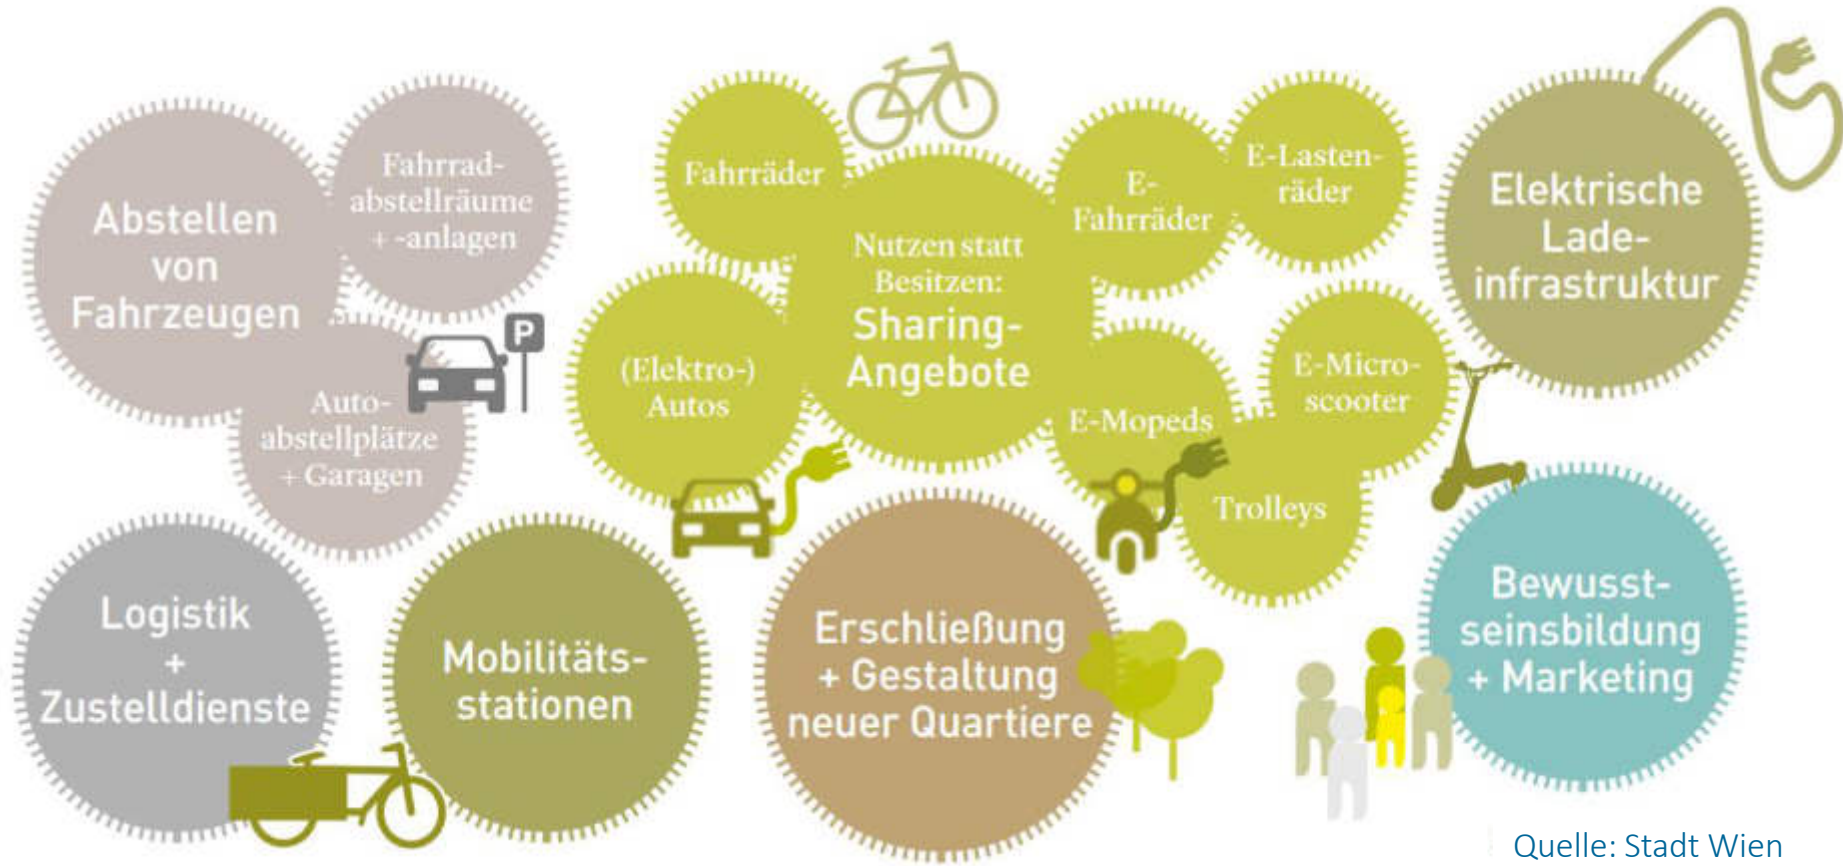 Abstellen
von
Fahrzeugen
Fahrrad-
abstellräume
+ -anlagen
Auto-
abstellplätze
+ Garagen
P
Fahrräder
Nutzen statt
Besitzen:
Sharing-
Angebote
(Elektro-)
Autos
E-
Fahrräder
E-Lasten-
räder
E-Mopeds
E-Micro-
scooter
Trolleys
Elektrische
Lade-
infrastruktur
Logistik
+
Zustelldienste
Mobilitäts-
stationen
Erschließung
+ Gestaltung
neuer Quartiere
Bewusst-
seinsbildung
+ Marketing
Quelle: Stadt Wien